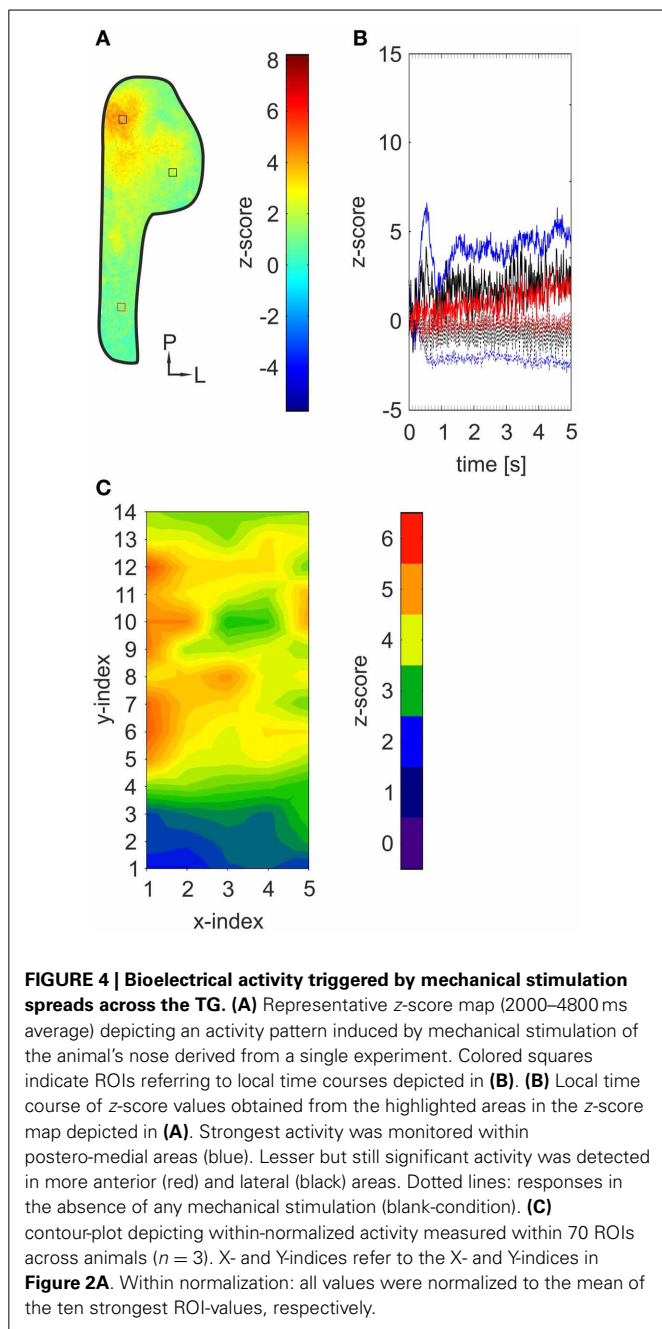 A
8
6
4
2
0
-2
-4
z-score
P
L
B
15
10
5
0
-5
z-score
0 1 2 3 4 5
time [s]
C
14
13
12
11
10
9
8
7
6
5
4
3
2
1
y-index
1 2 3 4 5
x-index
z-score
6
5
4
3
2
1
0
FIGURE 4 | Bioelectrical activity triggered by mechanical stimulation
spreads across the TG. (A) Representative z-score map (2000–4800 ms
average) depicting an activity pattern induced by mechanical stimulation of
the animal's nose derived from a single experiment. Colored squares
indicate ROIs referring to local time courses depicted in (B). (B) Local time
course of z-score values obtained from the highlighted areas in the z-score
map depicted in (A). Strongest activity was monitored within
postero-medial areas (blue). Lesser but still significant activity was detected
in more anterior (red) and lateral (black) areas. Dotted lines: responses in
the absence of any mechanical stimulation (blank-condition). (C)
contour-plot depicting within-normalized activity measured within 70 ROIs
across animals (n = 3). X- and Y-indices refer to the X- and Y-indices in
Figure 2A. Within normalization: all values were normalized to the mean of
the ten strongest ROI-values, respectively.